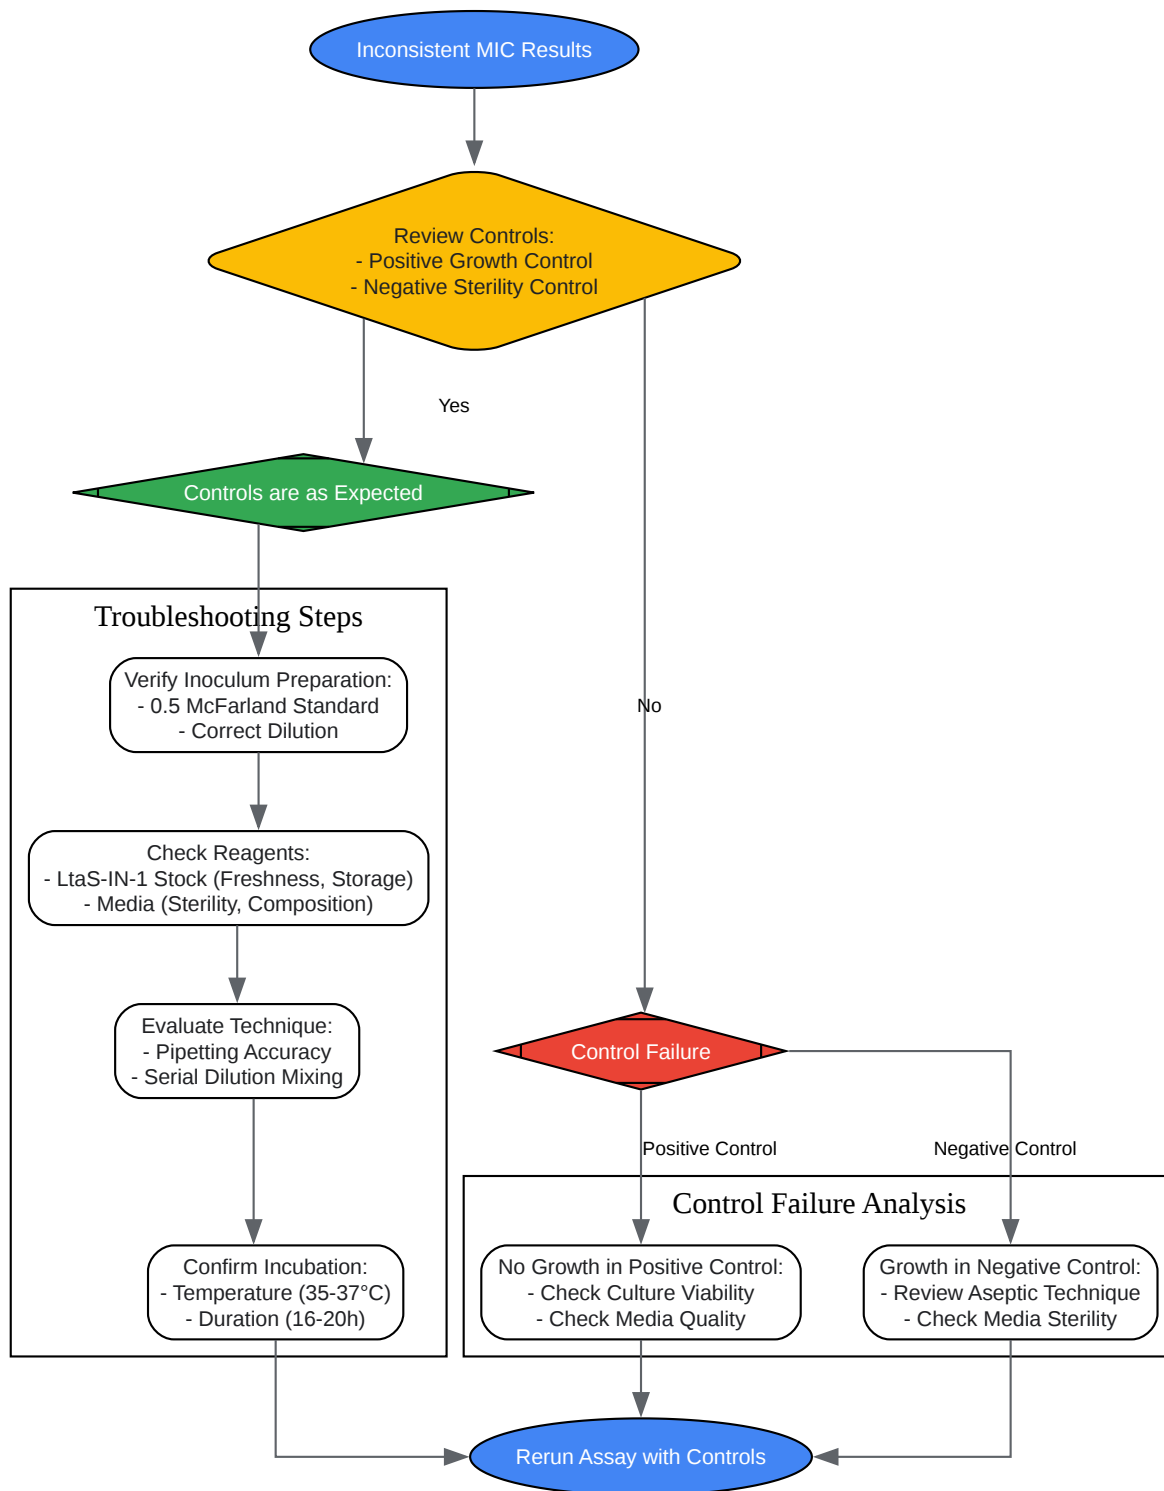 Inconsistent MIC Results
Review Controls:
- Positive Growth Control
- Negative Sterility Control
Yes
Controls are as Expected
Troubleshooting Steps
Verify Inoculum Preparation:
- 0.5 McFarland Standard
- Correct Dilution
No
Check Reagents:
- LtaS-IN-1 Stock (Freshness, Storage)
- Media (Sterility, Composition)
Evaluate Technique:
- Pipetting Accuracy
- Serial Dilution Mixing
Control Failure
Positive Control
Negative Control
Control Failure Analysis
Confirm Incubation:
- Temperature (35-37°C)
- Duration (16-20h)
No Growth in Positive Control:
- Check Culture Viability
- Check Media Quality
Growth in Negative Control:
- Review Aseptic Technique
- Check Media Sterility
Rerun Assay with Controls